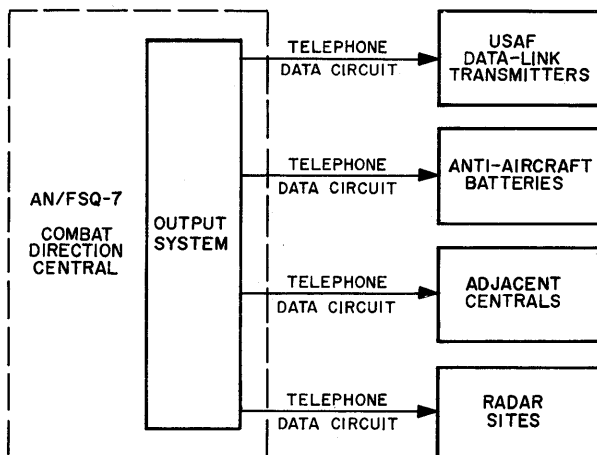 AN/FSQ-7
COMBAT
DIRECTION
CENTRAL
OUTPUT
SYSTEM
TELEPHONE
DATA CIRCUIT
USAF
DATA-LINK
TRANSMITTERS
TELEPHONE
DATA CIRCUIT
ANTI-AIRCRAFT
BATTERIES
TELEPHONE
DATA CIRCUIT
ADJACENT
CENTRALS
TELEPHONE
DATA CIRCUIT
RADAR
SITES